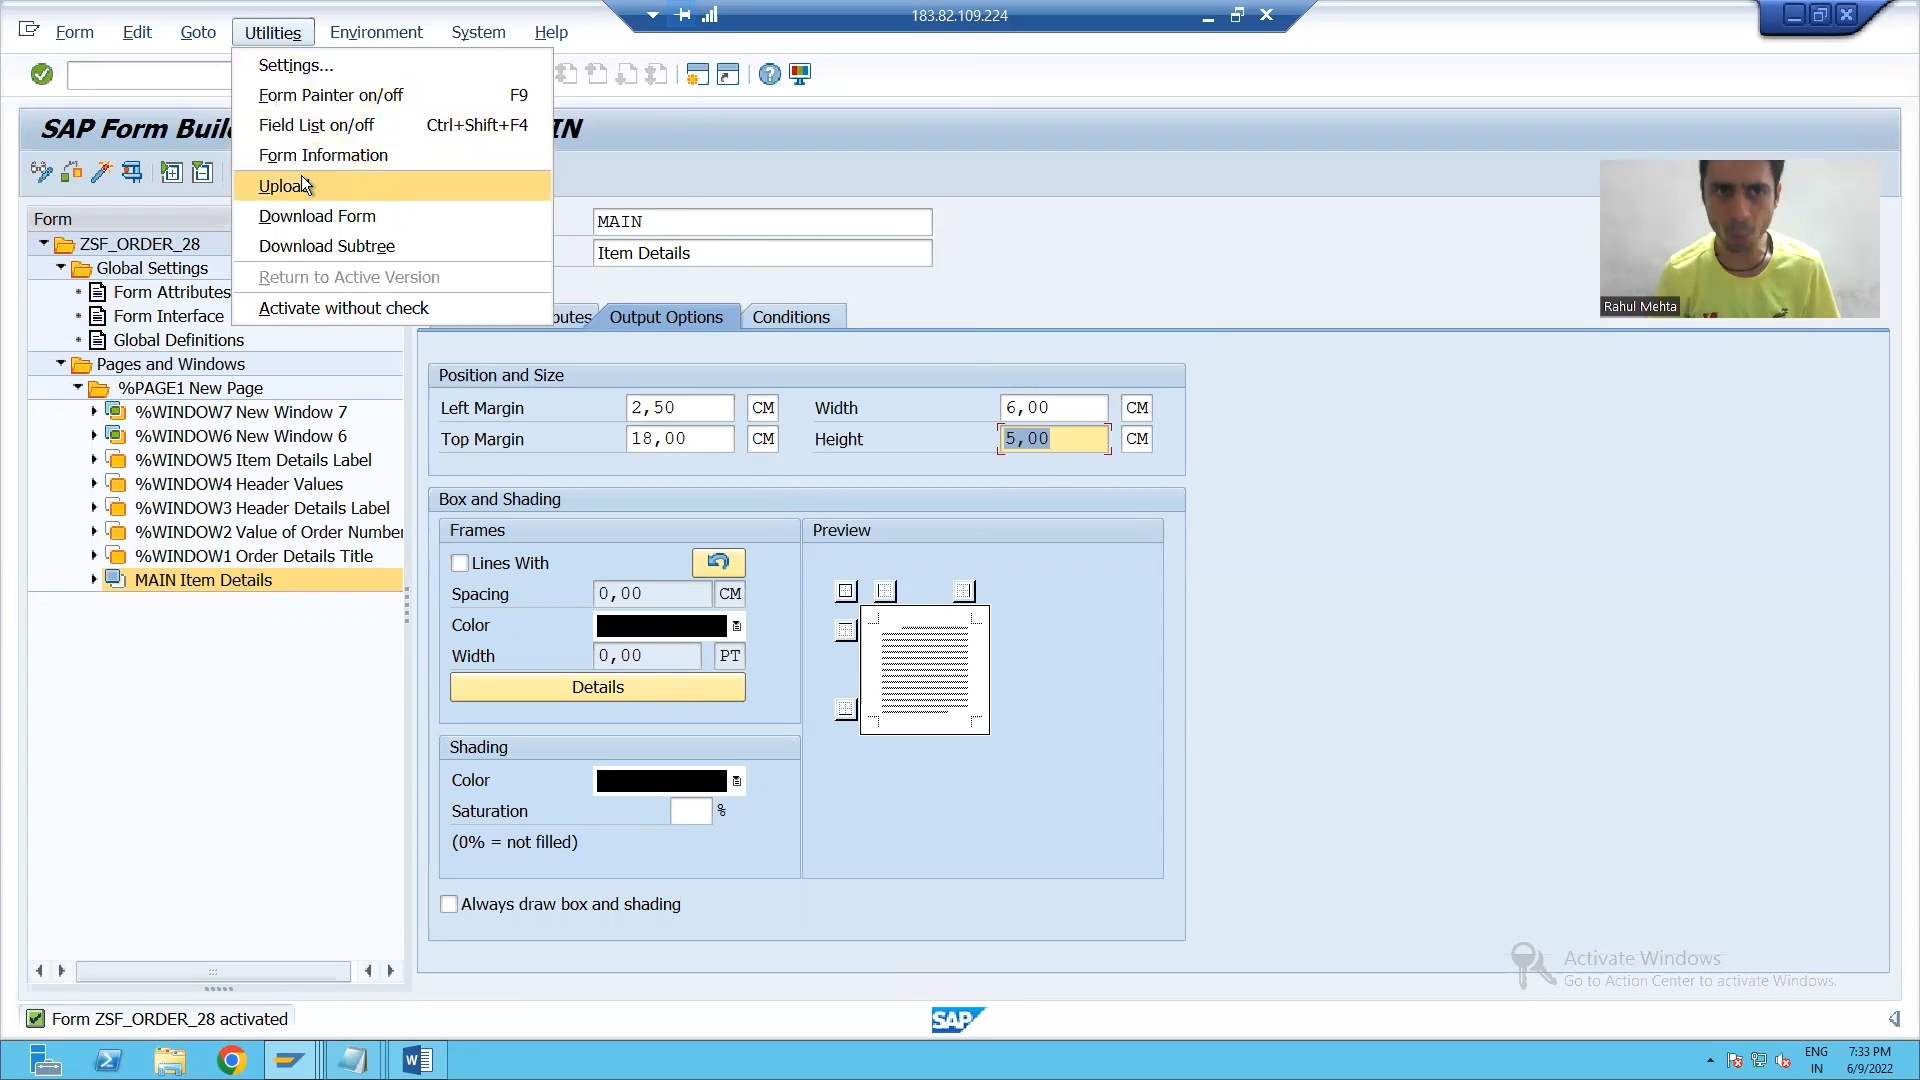 183.82.109.224
Form Edit Goto Utilities Environment System Help
Settings...
Form Painter on/off F9
Field List on/off Ctrl+Shift+F4
Form Information
Upload
Download Form
Download Subtree
Return to Active Version
Activate without check
SAP Form Buil IN
Form
ZSF_ORDER_28
Global Settings
Form Attributes
Form Interface
Global Definitions
Pages and Windows
%PAGE1 New Page
%WINDOW7 New Window 7
%WINDOW6 New Window 6
%WINDOW5 Item Details Label
%WINDOW4 Header Values
%WINDOW3 Header Details Label
%WINDOW2 Value of Order Number
%WINDOW1 Order Details Title
MAIN Item Details
MAIN
Item Details
butes Output Options Conditions
Position and Size
Left Margin 2,50 CM Width 6,00 CM
Top Margin 18,00 CM Height 5,00 CM
Box and Shading
Frames Preview
Lines With
Spacing 0,00 CM
Color
Width 0,00 PT
Details
Shading
Color
Saturation %
(0% = not filled)
Always draw box and shading
Rahul Mehta
Activate Windows
Go to Action Center to activate Windows.
Form ZSF_ORDER_28 activated
SAP
ENG 7:33 PM
IN 6/9/2022